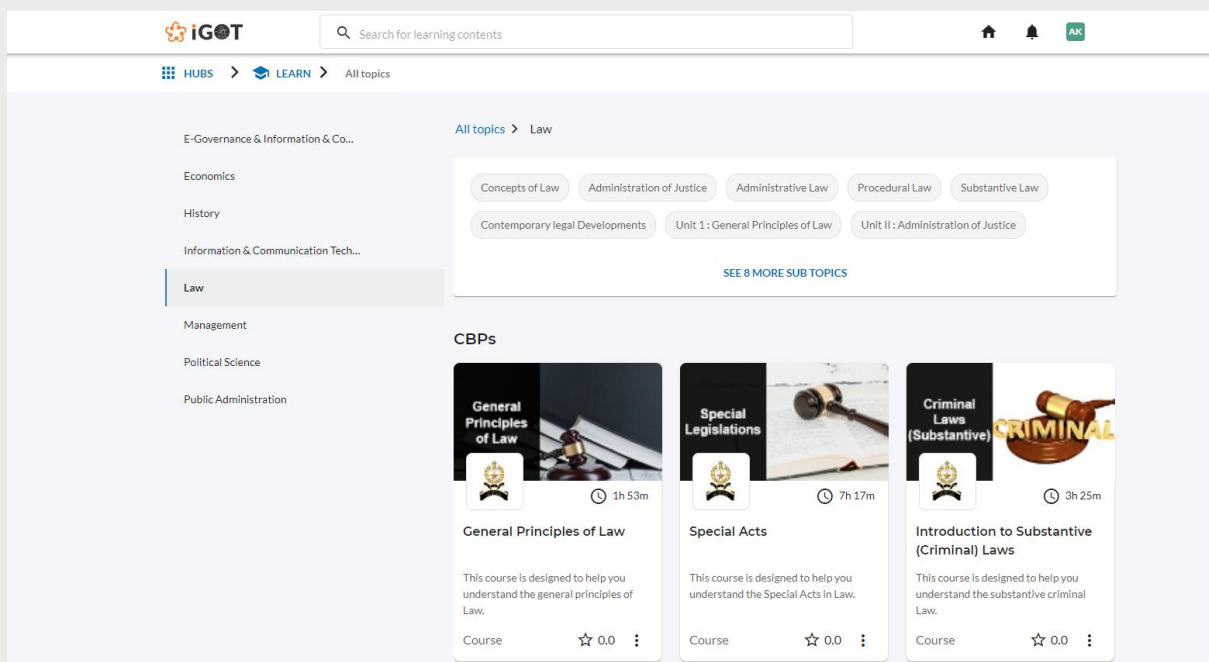 iGOT
Search for learning contents
AK
HUBS
LEARN
All topics
E-Governance & Information & Co...
Economics
History
Information & Communication Tech...
Law
Management
Political Science
Public Administration
All topics > Law
Concepts of Law
Administration of Justice
Administrative Law
Procedural Law
Substantive Law
Contemporary legal Developments
Unit 1 : General Principles of Law
Unit II : Administration of Justice
SEE 8 MORE SUB TOPICS
CBPs
General
Principles
of Law
1h 53m
General Principles of Law
This course is designed to help you
understand the general principles of
Law.
Course
0.0
Special
Legislations
7h 17m
Special Acts
This course is designed to help you
understand the Special Acts in Law.
Course
0.0
Criminal
Laws
(Substantive)
CRIMINAL
3h 25m
Introduction to Substantive
(Criminal) Laws
This course is designed to help you
understand the substantive criminal
Law.
Course
0.0